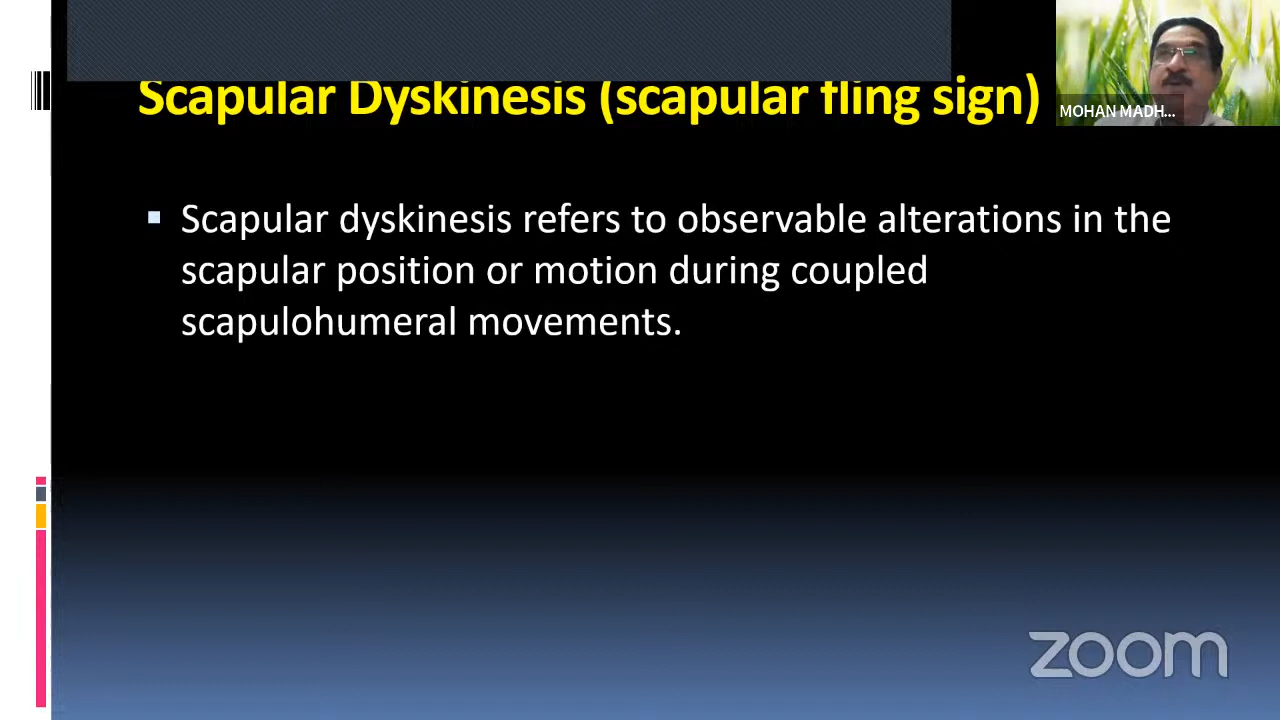 Scapular Dyskinesis (scapular fling sign)
MOHAN MADH...
Scapular dyskinesis refers to observable alterations in the
scapular position or motion during coupled
scapulohumeral movements.
zoom